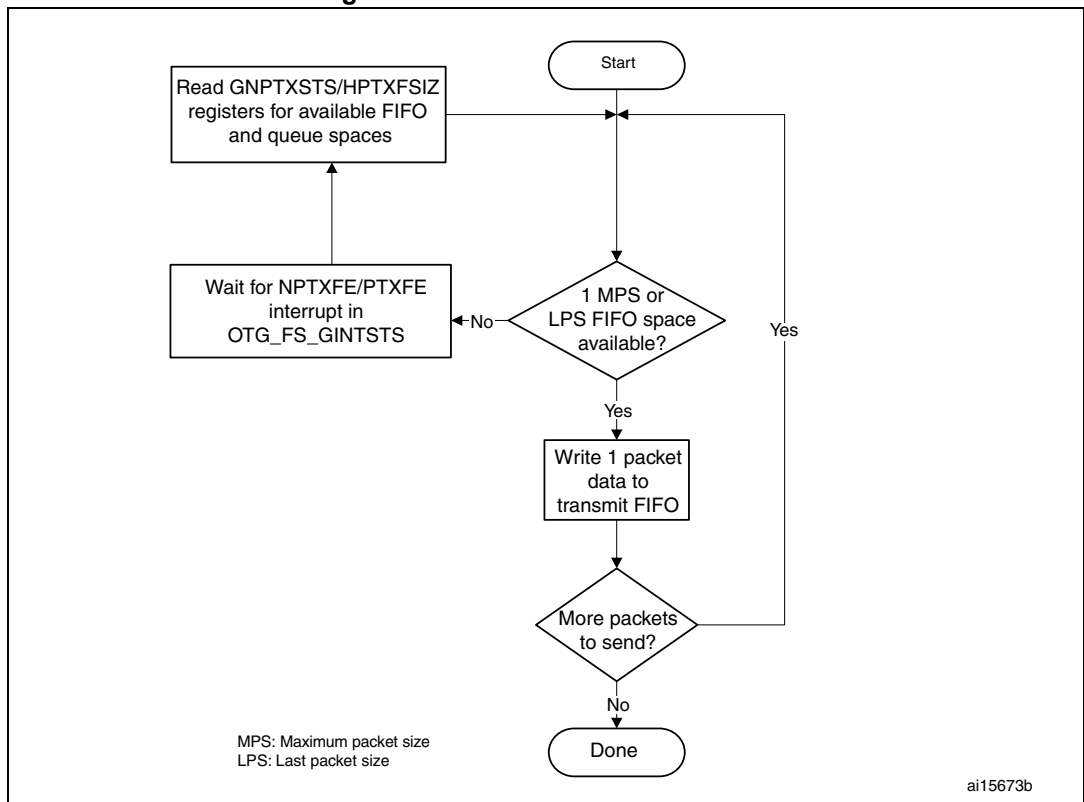 Start
Read GNPTXSTS/HPTXFSIZ
registers for available FIFO
and queue spaces
Wait for NPTXFE/PTXFE
interrupt in
OTG_FS_GINTSTS
No
1 MPS or
LPS FIFO space
available?
Yes
Yes
Write 1 packet
data to
transmit FIFO
More packets
to send?
No
MPS: Maximum packet size
LPS: Last packet size
Done
ai15673b